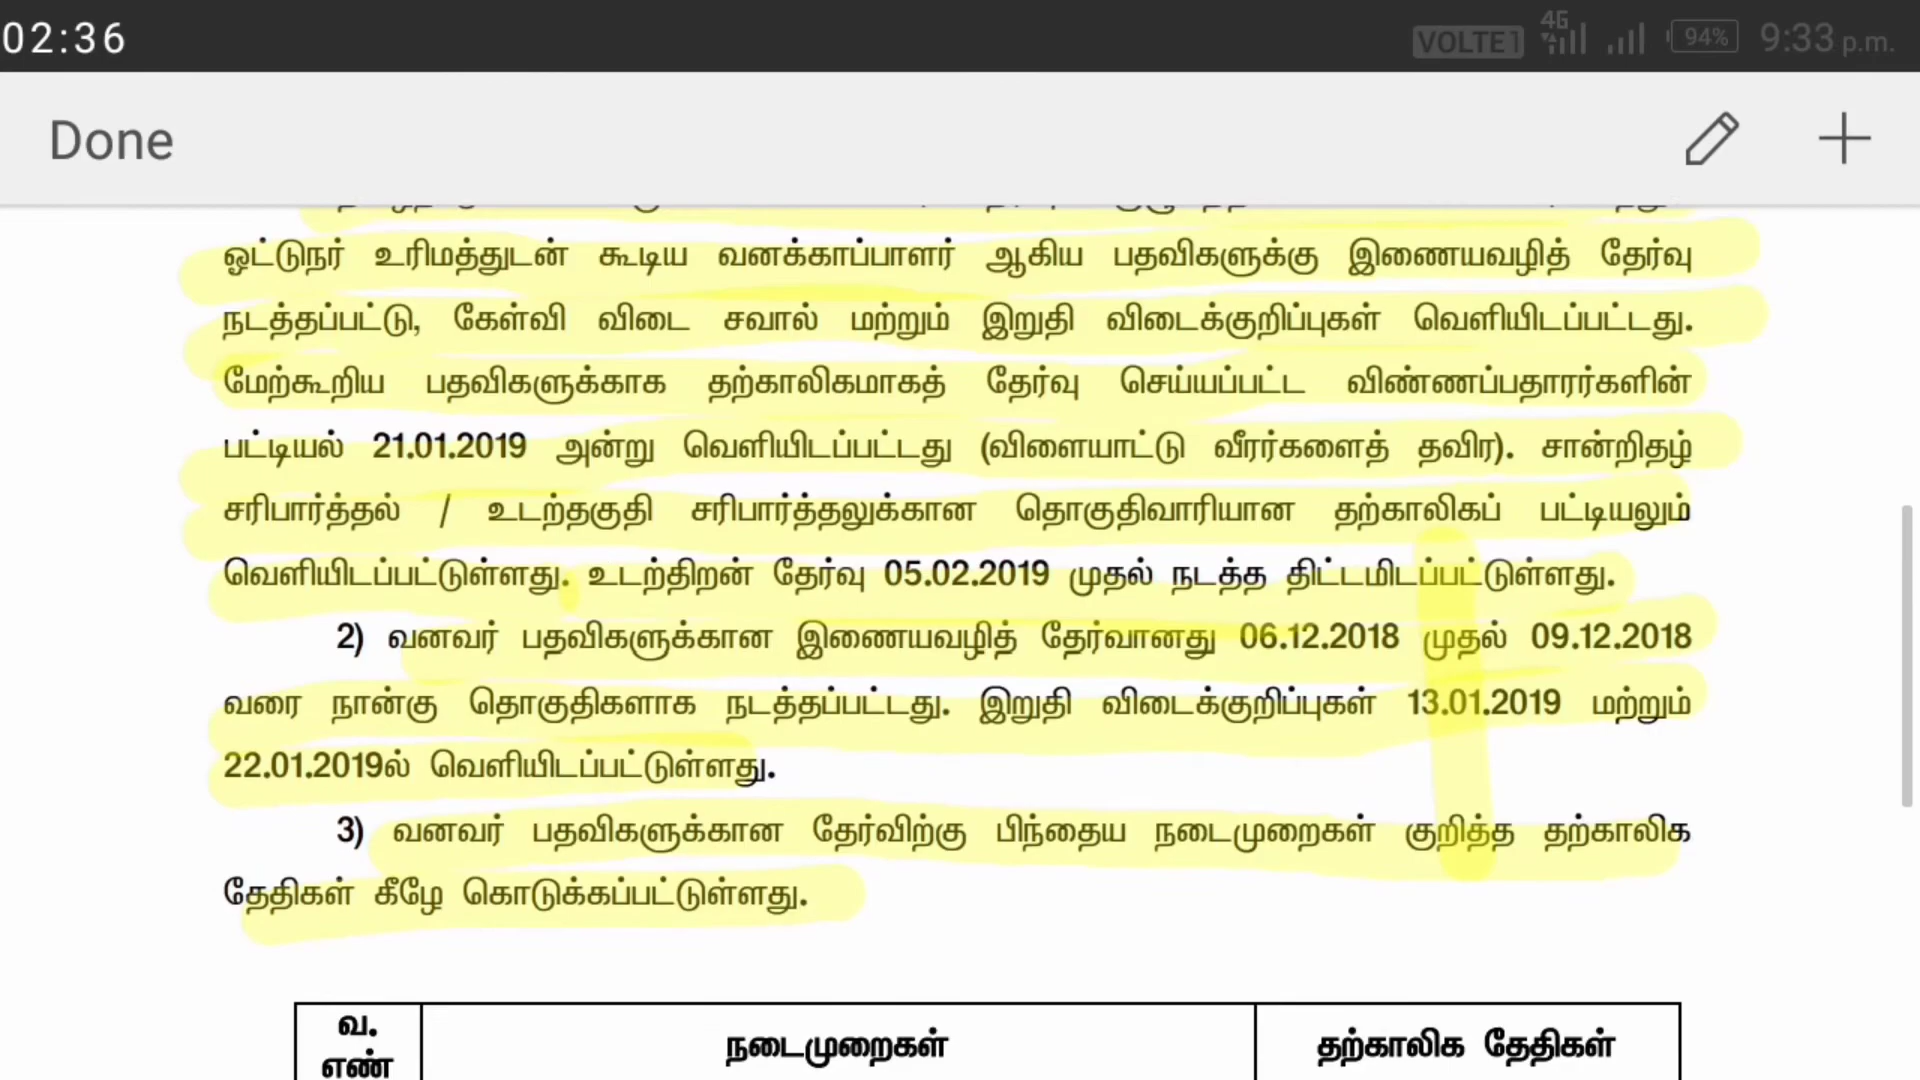 02:36 VOLTE1 4G 94% 9:33 p.m.
Done
ஓட்டுநர் உரிமத்துடன் கூடிய வனக்காப்பாளர் ஆகிய பதவிகளுக்கு இணையவழித் தேர்வு
நடத்தப்பட்டு, கேள்வி விடை சவால் மற்றும் இறுதி விடைக்குறிப்புகள் வெளியிடப்பட்டது.
மேற்கூறிய பதவிகளுக்காக தற்காலிகமாகத் தேர்வு செய்யப்பட்ட விண்ணப்பதாரர்களின்
பட்டியல் 21.01.2019 அன்று வெளியிடப்பட்டது (விளையாட்டு வீரர்களைத் தவிர). சான்றிதழ்
சரிபார்த்தல் / உடற்தகுதி சரிபார்த்தலுக்கான தொகுதிவாரியான தற்காலிகப் பட்டியலும்
வெளியிடப்பட்டுள்ளது. உடற்திறன் தேர்வு 05.02.2019 முதல் நடத்த திட்டமிடப்பட்டுள்ளது.
2) வனவர் பதவிகளுக்கான இணையவழித் தேர்வானது 06.12.2018 முதல் 09.12.2018
வரை நான்கு தொகுதிகளாக நடத்தப்பட்டது. இறுதி விடைக்குறிப்புகள் 13.01.2019 மற்றும்
22.01.2019ல் வெளியிடப்பட்டுள்ளது.
3) வனவர் பதவிகளுக்கான தேர்விற்கு பிந்தைய நடைமுறைகள் குறித்த தற்காலிக
தேதிகள் கீழே கொடுக்கப்பட்டுள்ளது.
வ.
எண்
நடைமுறைகள்
தற்காலிக தேதிகள்